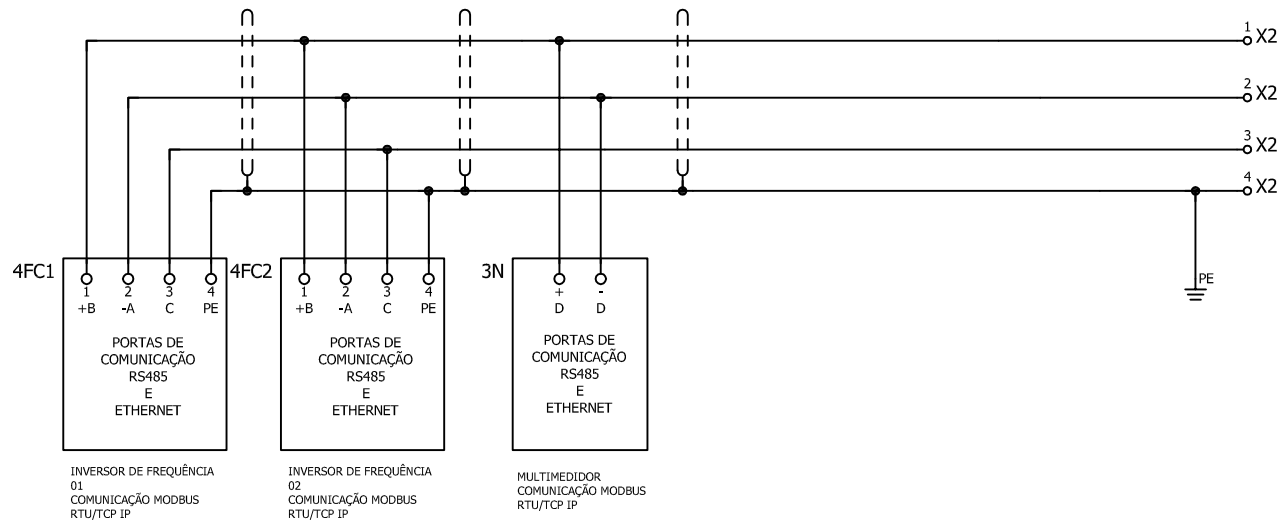 1 X2
2 X2
3 X2
4 X2
PE
4FC1
1 2 3 4
+B -A C PE
PORTAS DE
COMUNICAÇÃO
RS485
E
ETHERNET
INVERSOR DE FREQUÊNCIA
01
COMUNICAÇÃO MODBUS
RTU/TCP IP
4FC2
1 2 3 4
+B -A C PE
PORTAS DE
COMUNICAÇÃO
RS485
E
ETHERNET
INVERSOR DE FREQUÊNCIA
02
COMUNICAÇÃO MODBUS
RTU/TCP IP
3N
+ -
D D
PORTAS DE
COMUNICAÇÃO
RS485
E
ETHERNET
MULTIMEDIDOR
COMUNICAÇÃO MODBUS
RTU/TCP IP